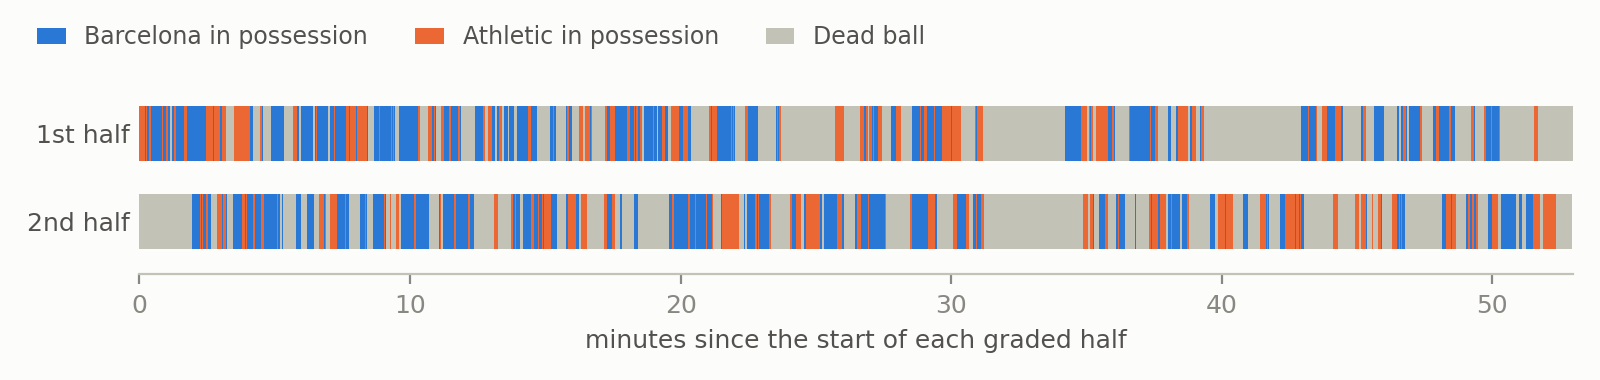 Barcelona in possession Athletic in possession Dead ball
1st half
2nd half
0 10 20 30 40 50
minutes since the start of each graded half